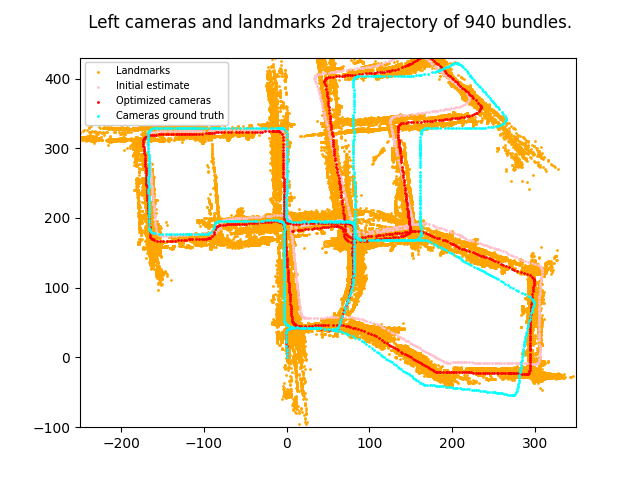 Left cameras and landmarks 2d trajectory of 940 bundles.
Landmarks
Initial estimate
Optimized cameras
Cameras ground truth
400
300
200
100
0
−100
−200 −100 0 100 200 300